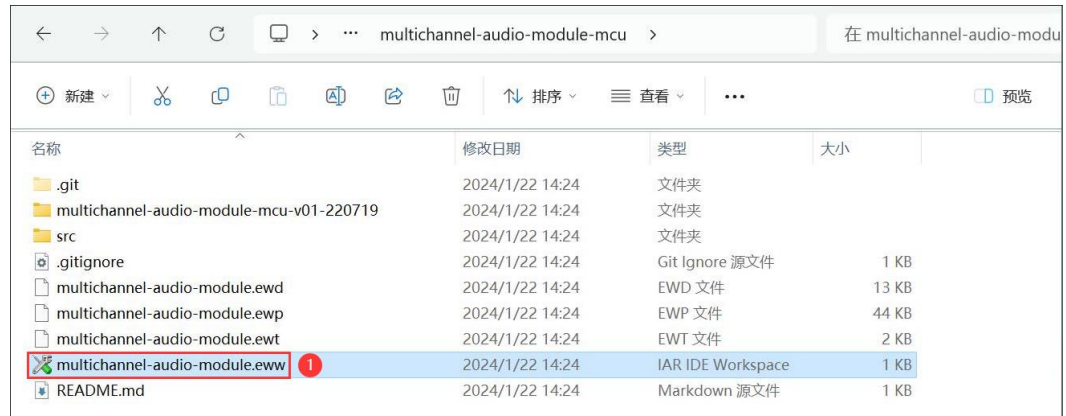 ··· multichannel-audio-module-mcu 在 multichannel-audio-modu
新建 排序 查看 ··· 预览
名称 修改日期 类型 大小
.git 2024/1/22 14:24 文件夹
multichannel-audio-module-mcu-v01-220719 2024/1/22 14:24 文件夹
src 2024/1/22 14:24 文件夹
.gitignore 2024/1/22 14:24 Git Ignore 源文件 1 KB
multichannel-audio-module.ewd 2024/1/22 14:24 EWD 文件 13 KB
multichannel-audio-module.ewp 2024/1/22 14:24 EWP 文件 44 KB
multichannel-audio-module.ewt 2024/1/22 14:24 EWT 文件 2 KB
multichannel-audio-module.eww 1 2024/1/22 14:24 IAR IDE Workspace 1 KB
README.md 2024/1/22 14:24 Markdown 源文件 1 KB